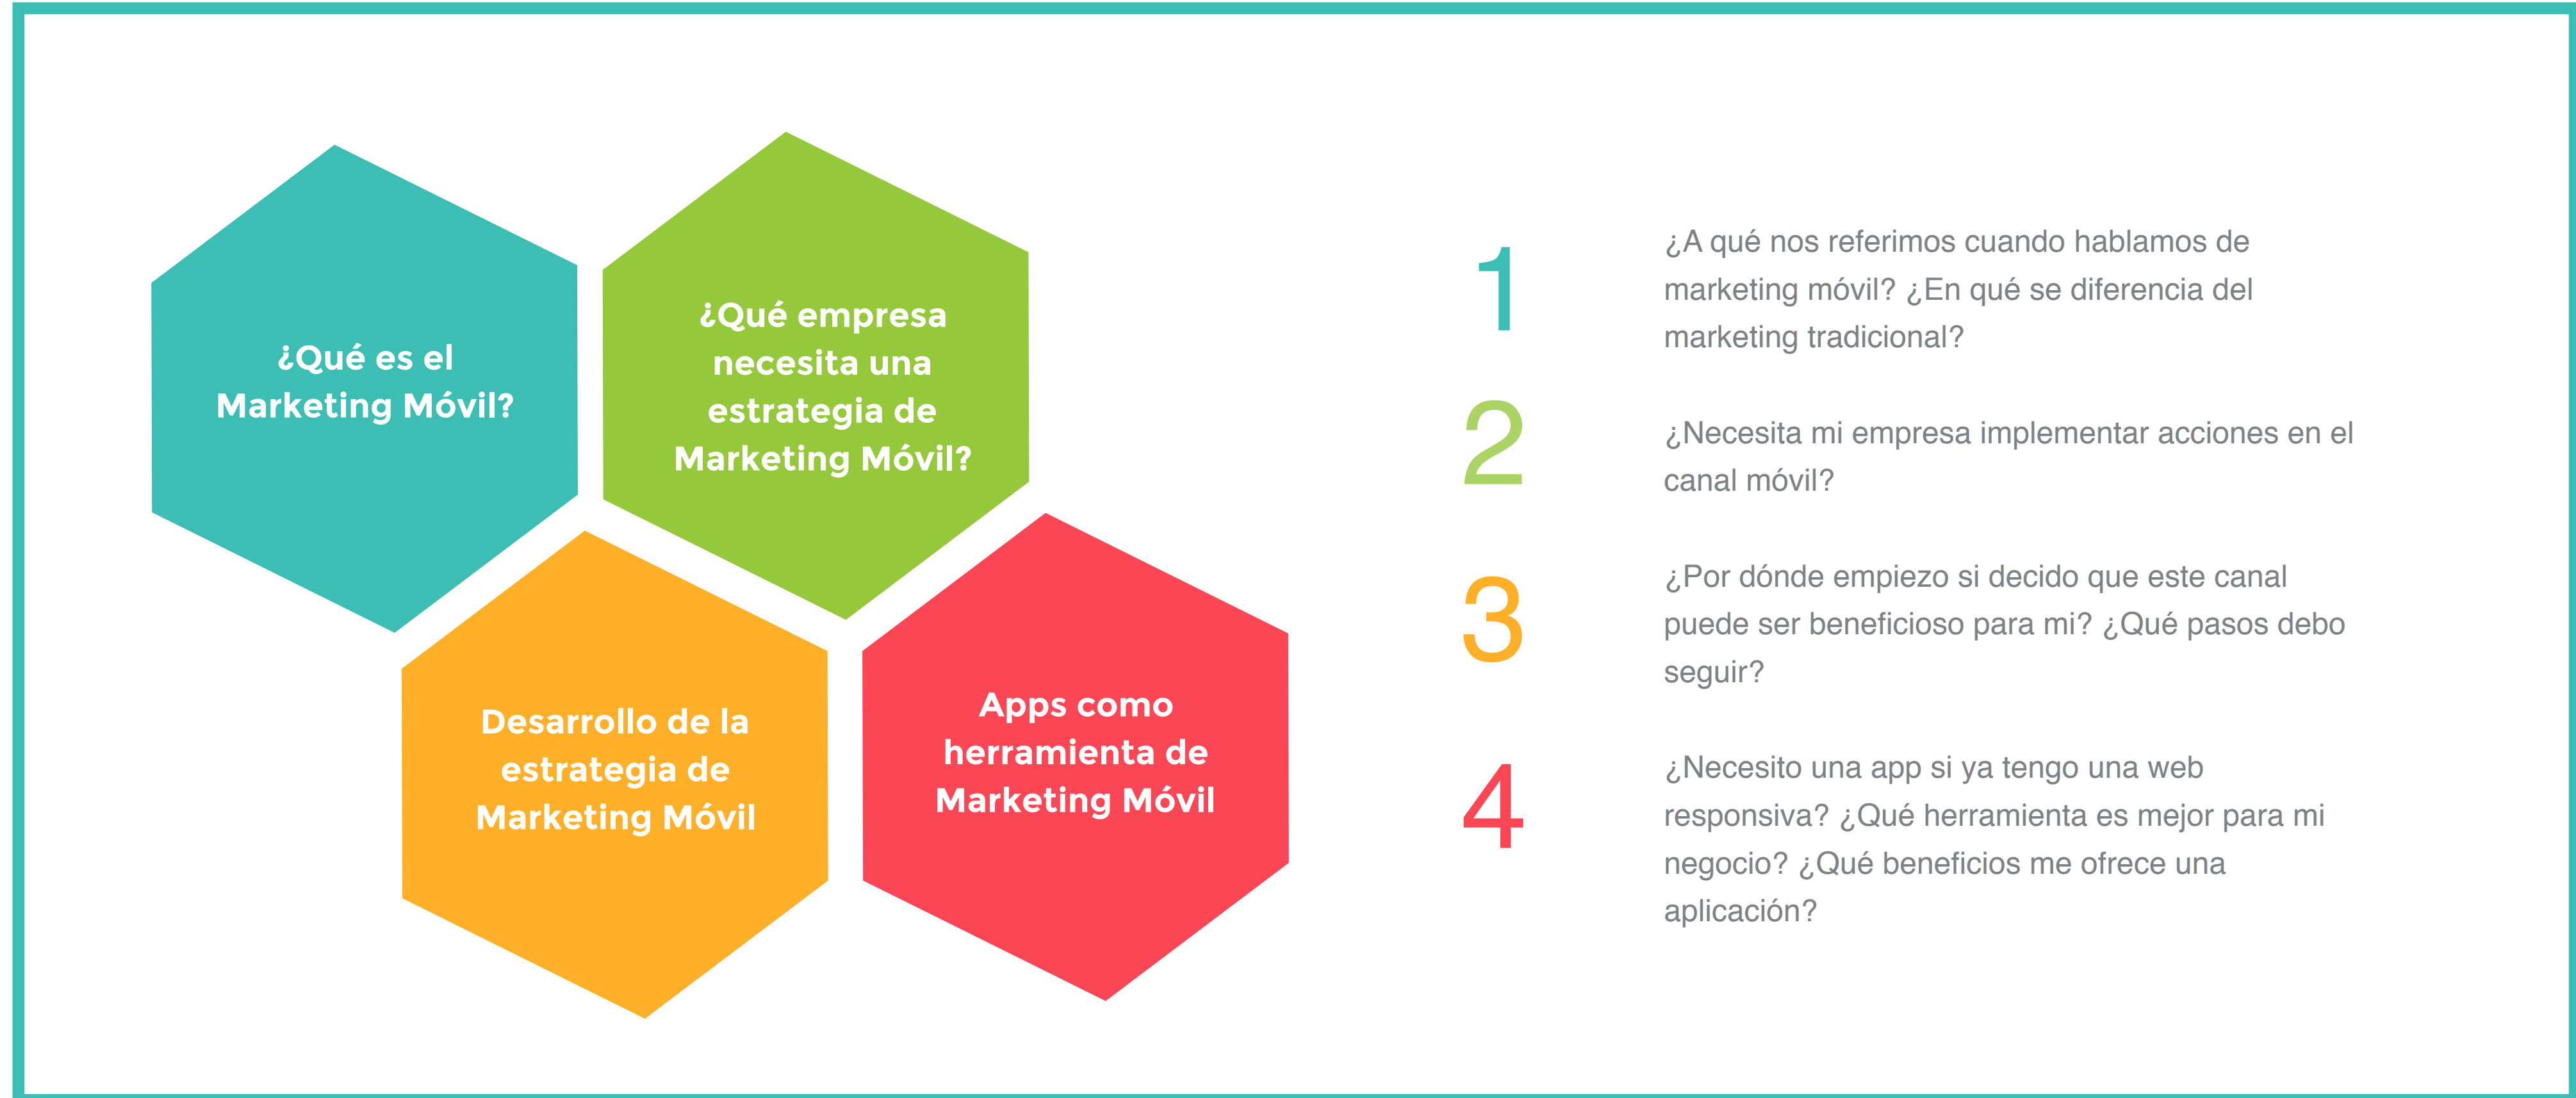 ¿Qué es el
Marketing Móvil?
¿Qué empresa
necesita una
estrategia de
Marketing Móvil?
Desarrollo de la
estrategia de
Marketing Móvil
Apps como
herramienta de
Marketing Móvil
1
¿A qué nos referimos cuando hablamos de
marketing móvil? ¿En qué se diferencia del
marketing tradicional?
2
¿Necesita mi empresa implementar acciones en el
canal móvil?
3
¿Por dónde empiezo si decido que este canal
puede ser beneficioso para mi? ¿Qué pasos debo
seguir?
4
¿Necesito una app si ya tengo una web
responsiva? ¿Qué herramienta es mejor para mi
negocio? ¿Qué beneficios me ofrece una
aplicación?